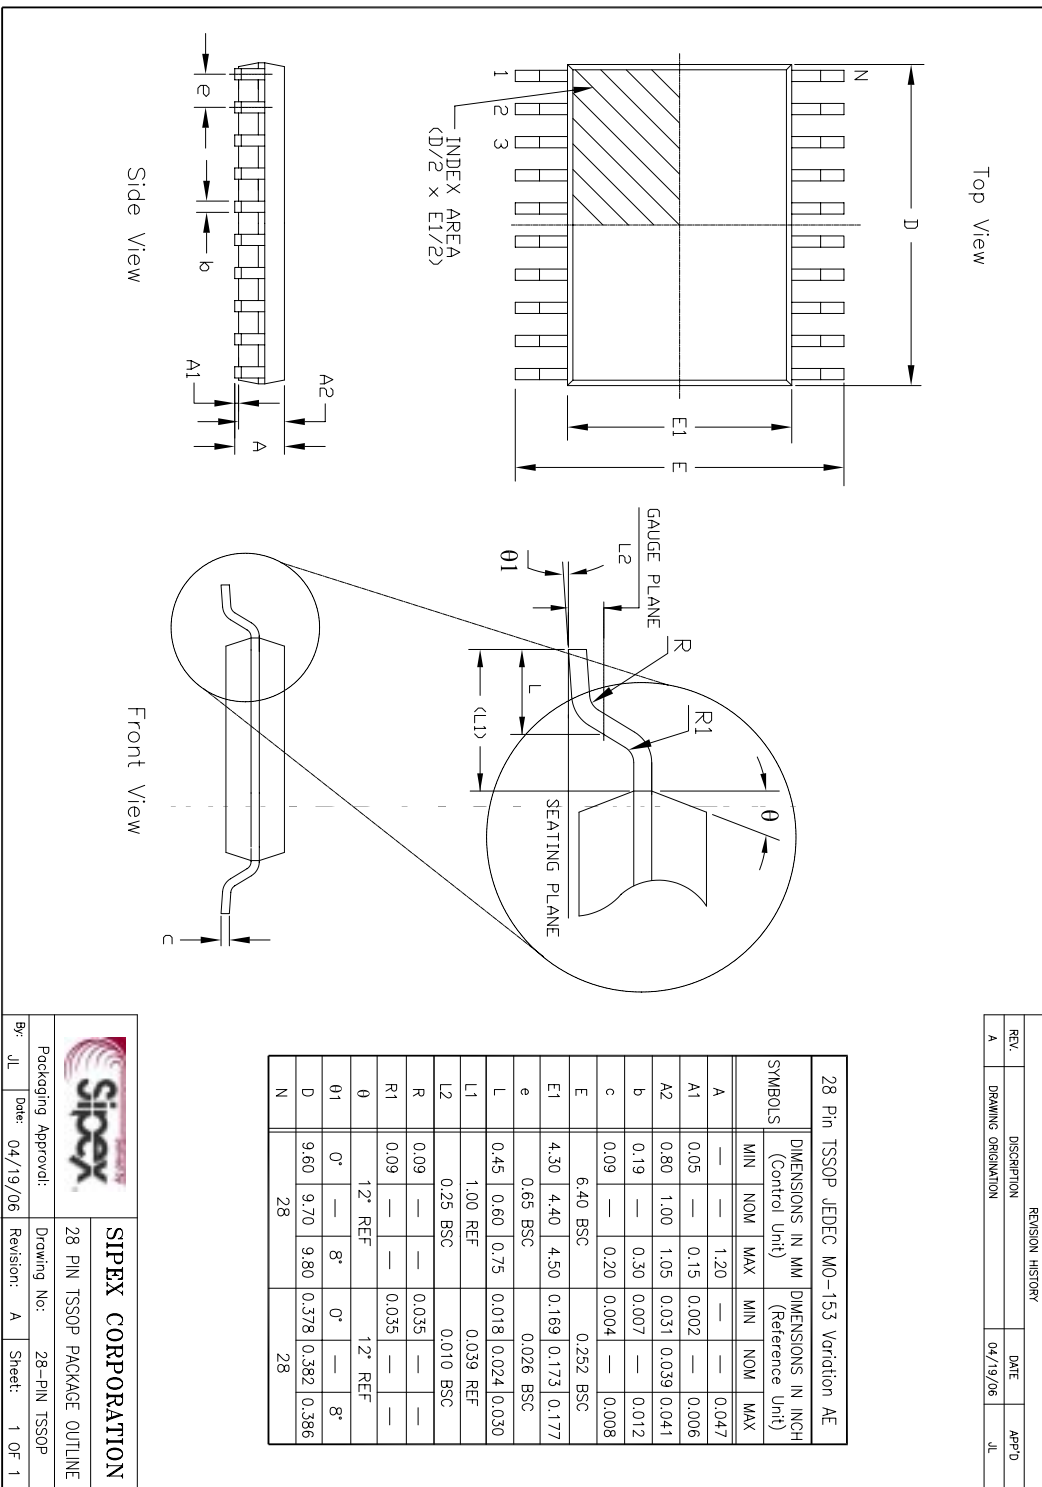 REVISION HISTORY
REV. DISCRIPTION DATE APP'D
A DRAWING ORIGINATION 04/19/06 JL
Top View
D
N
1
2
3
INDEX AREA
(D/2 x E1/2)
E1
E
Side View
e
b
A1
A2
A
GAUGE PLANE
L2
θ1
R
R1
L
(L1)
θ
SEATING PLANE
Front View
c
28 Pin TSSOP JEDEC MO-153 Variation AE
SYMBOLS DIMENSIONS IN MM (Control Unit) DIMENSIONS IN INCH (Reference Unit)
MIN NOM MAX MIN NOM MAX
A — — 1.20 — — 0.047
A1 0.05 — 0.15 0.002 — 0.006
A2 0.80 1.00 1.05 0.031 0.039 0.041
b 0.19 — 0.30 0.007 — 0.012
c 0.09 — 0.20 0.004 — 0.008
E 6.40 BSC 0.252 BSC
E1 4.30 4.40 4.50 0.169 0.173 0.177
e 0.65 BSC 0.026 BSC
L 0.45 0.60 0.75 0.018 0.024 0.030
L1 1.00 REF 0.039 REF
L2 0.25 BSC 0.010 BSC
R 0.09 — — 0.035 — —
R1 0.09 — — 0.035 — —
θ 12° REF 12° REF
θ1 0° — 8° 0° — 8°
D 9.60 9.70 9.80 0.378 0.382 0.386
N 28 28
Sipex
SIPEX CORPORATION
28 PIN TSSOP PACKAGE OUTLINE
Packaging Approval: Drawing No: 28-PIN TSSOP
By: JL Date: 04/19/06 Revision: A Sheet: 1 OF 1